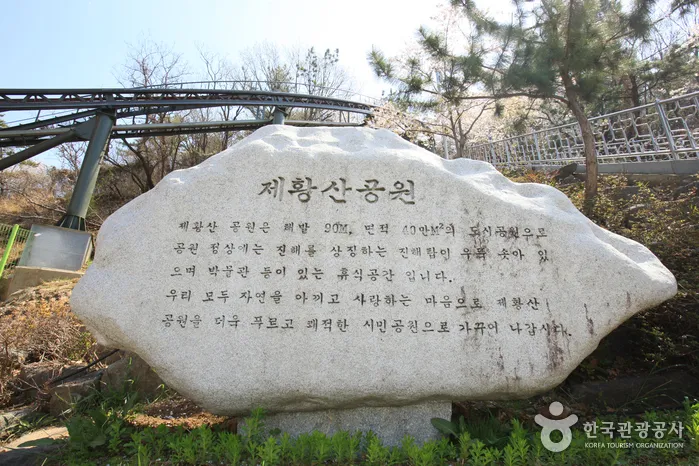 제황산공원
제황산 공원은 해발 90M, 면적 10만M²의 도시공원으로
공원 정상에는 진해를 상징하는 진해탑이 우뚝 솟아 있
으며 박물관 등이 있는 휴식공간 입니다.
우리 모두 자연을 아끼고 사랑하는 마음으로 제황산
공원을 더욱 푸르고 쾌적한 시민공원으로 가꾸어 나갑시다.
한국관광공사
KOREA TOURISM ORGANIZATION